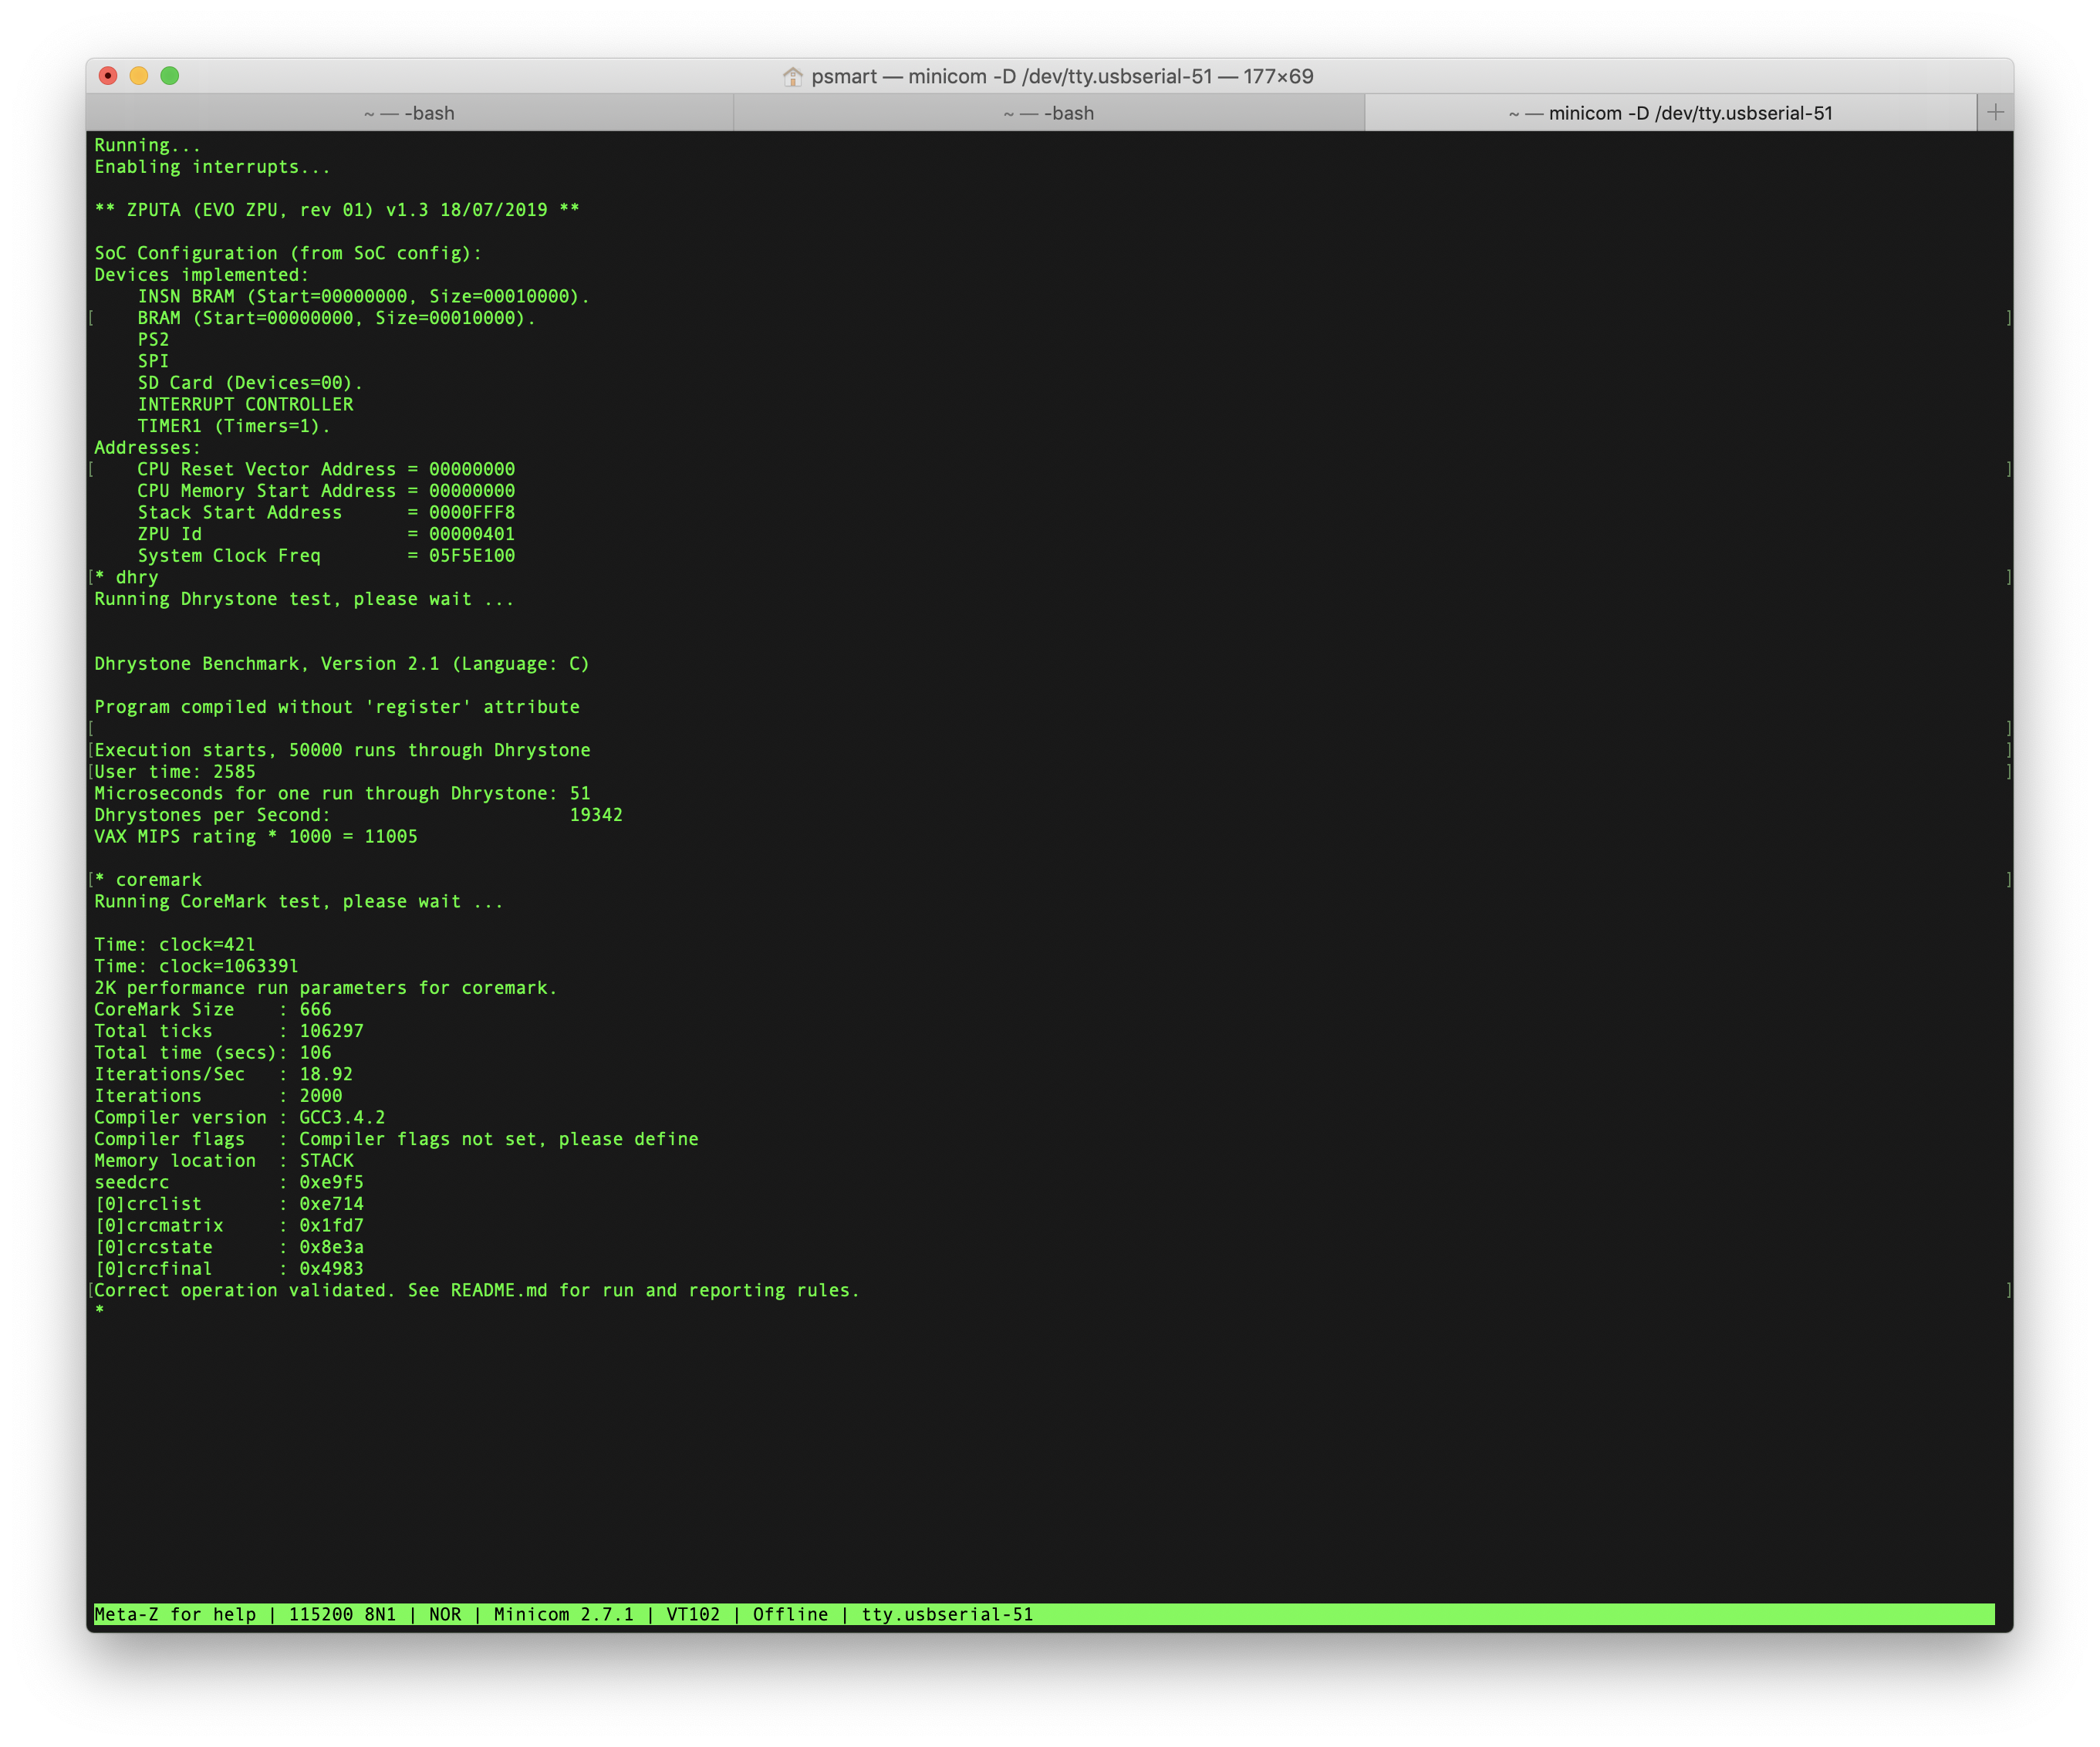 psmart — minicom -D /dev/tty.usbserial-51 — 177×69
~ — -bash
~ — -bash
~ — minicom -D /dev/tty.usbserial-51
+
Running...
Enabling interrupts...
** ZPUTA (EVO ZPU, rev 01) v1.3 18/07/2019 **
SoC Configuration (from SoC config):
Devices implemented:
    INSN BRAM (Start=00000000, Size=00010000).
[    BRAM (Start=00000000, Size=00010000). ]
    PS2
    SPI
    SD Card (Devices=00).
    INTERRUPT CONTROLLER
    TIMER1 (Timers=1).
Addresses:
[    CPU Reset Vector Address = 00000000 ]
    CPU Memory Start Address = 00000000
    Stack Start Address      = 0000FFF8
    ZPU Id                   = 00000401
    System Clock Freq        = 05F5E100
[* dhry ]
Running Dhrystone test, please wait ...
Dhrystone Benchmark, Version 2.1 (Language: C)
Program compiled without 'register' attribute
[ ]
[Execution starts, 50000 runs through Dhrystone ]
[User time: 2585 ]
Microseconds for one run through Dhrystone: 51
Dhrystones per Second:                      19342
VAX MIPS rating * 1000 = 11005
[* coremark ]
Running CoreMark test, please wait ...
Time: clock=42l
Time: clock=106339l
2K performance run parameters for coremark.
CoreMark Size    : 666
Total ticks      : 106297
Total time (secs): 106
Iterations/Sec   : 18.92
Iterations       : 2000
Compiler version : GCC3.4.2
Compiler flags   : Compiler flags not set, please define
Memory location  : STACK
seedcrc          : 0xe9f5
[0]crclist       : 0xe714
[0]crcmatrix     : 0x1fd7
[0]crcstate      : 0x8e3a
[0]crcfinal      : 0x4983
[Correct operation validated. See README.md for run and reporting rules. ]
*
Meta-Z for help | 115200 8N1 | NOR | Minicom 2.7.1 | VT102 | Offline | tty.usbserial-51